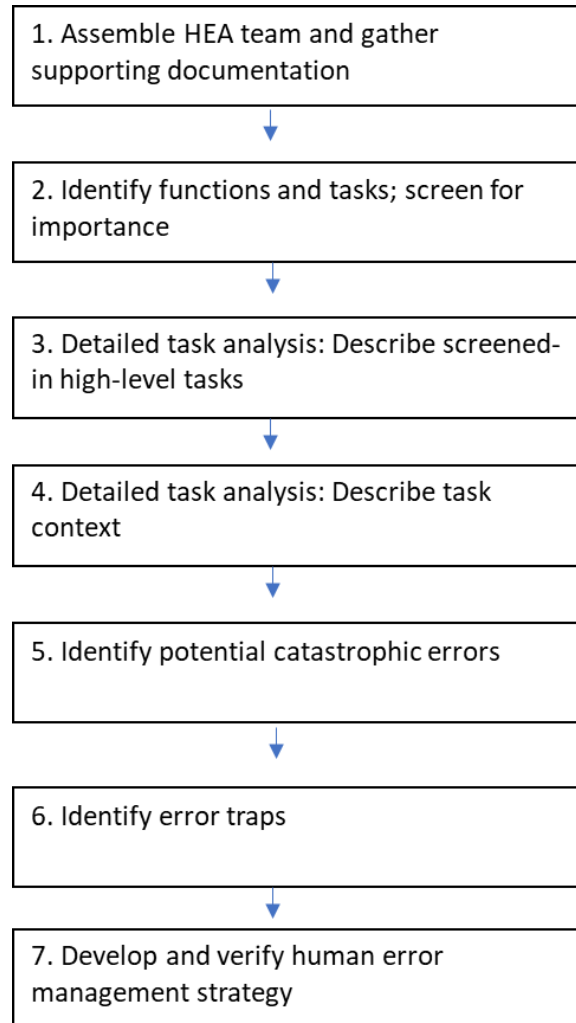 1. Assemble HEA team and gather
supporting documentation
2. Identify functions and tasks; screen for
importance
3. Detailed task analysis: Describe screened-
in high-level tasks
4. Detailed task analysis: Describe task
context
5. Identify potential catastrophic errors
6. Identify error traps
7. Develop and verify human error
management strategy